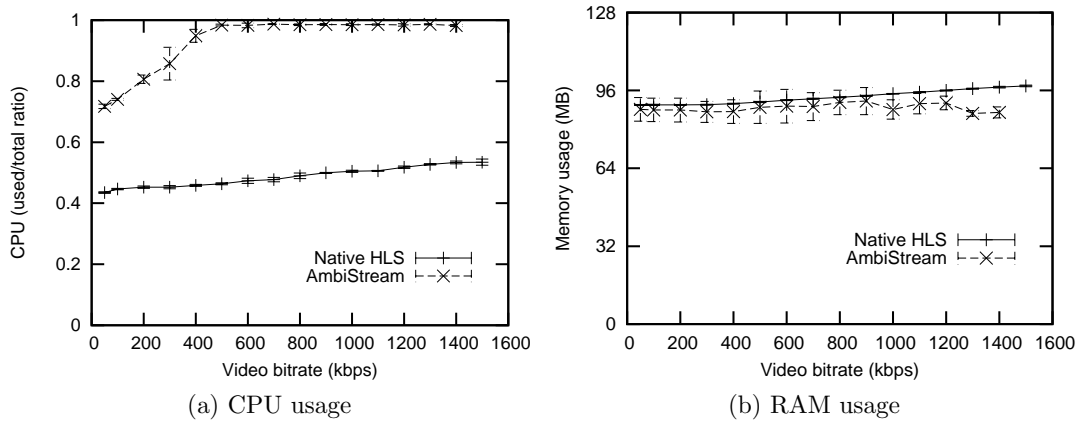 1
0.8
0.6
0.4
0.2
0
CPU (used/total ratio)
Native HLS
AmbiStream
0 200 400 600 800 1000 1200 1400 1600
Video bitrate (kbps)
(a) CPU usage
128
96
64
32
0
Memory usage (MB)
Native HLS
AmbiStream
0 200 400 600 800 1000 1200 1400 1600
Video bitrate (kbps)
(b) RAM usage